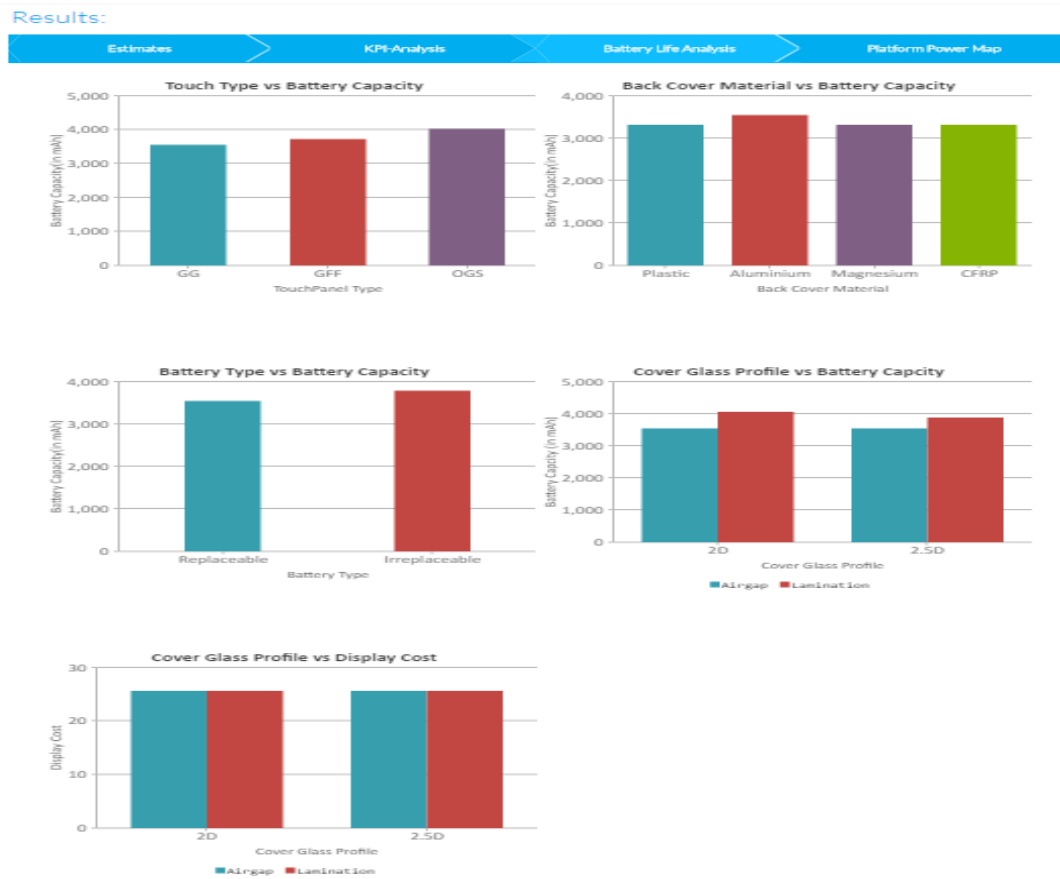 Results:
Estimates
KPI-Analysis
Battery Life Analysis
Platform Power Map
Touch Type vs Battery Capacity
5,000
4,000
3,000
2,000
1,000
0
Battery Capacity(in mAh)
GG
GFF
OGS
TouchPanel Type
Back Cover Material vs Battery Capacity
4,000
3,000
2,000
1,000
0
Battery Capacity(in mAh)
Plastic
Aluminium
Magnesium
CFRP
Back Cover Material
Battery Type vs Battery Capacity
4,000
3,000
2,000
1,000
0
Battery Capacity(in mAh)
Replaceable
Irreplaceable
Battery Type
Cover Glass Profile vs Battery Capcity
5,000
4,000
3,000
2,000
1,000
0
Battery Capcity (in mAh)
2D
2.5D
Cover Glass Profile
Airgap
Lamination
Cover Glass Profile vs Display Cost
30
20
10
0
Display Cost
2D
2.5D
Cover Glass Profile
Airgap
Lamination